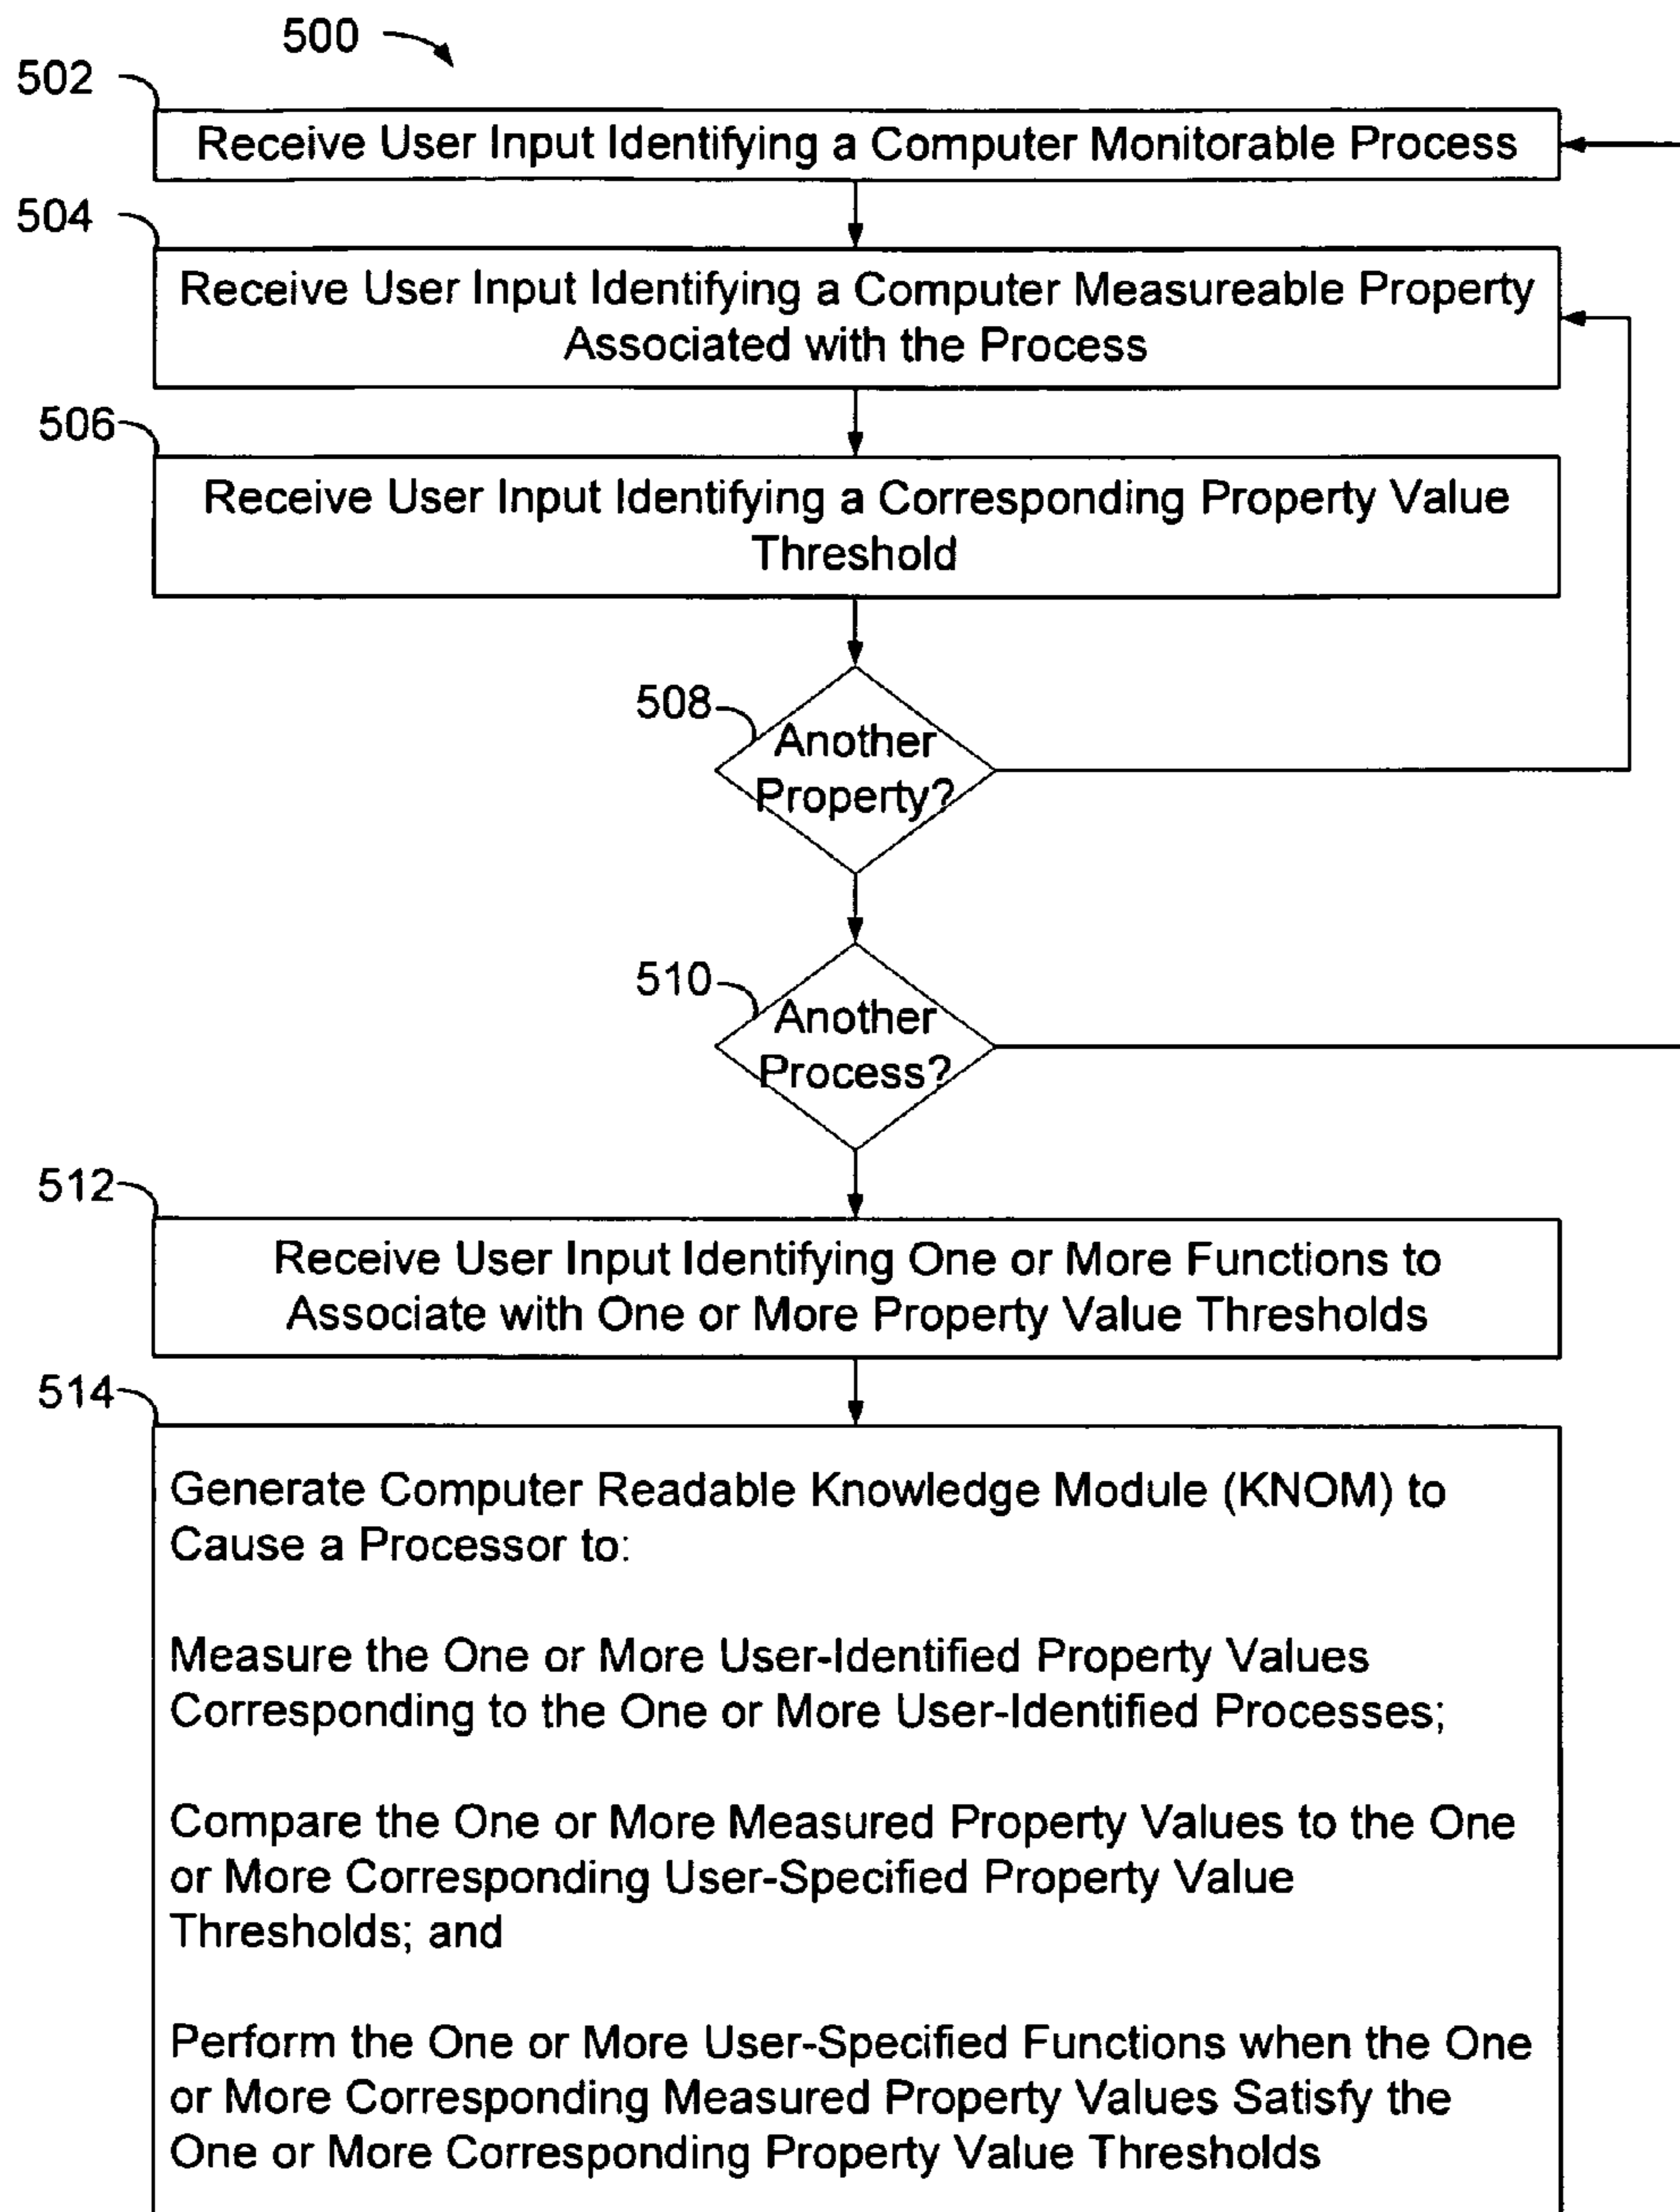 500
502
Receive User Input Identifying a Computer Monitorable Process
504
Receive User Input Identifying a Computer Measureable Property
Associated with the Process
506
Receive User Input Identifying a Corresponding Property Value
Threshold
508
Another
Property?
510
Another
Process?
512
Receive User Input Identifying One or More Functions to
Associate with One or More Property Value Thresholds
514
Generate Computer Readable Knowledge Module (KNOM) to
Cause a Processor to:
Measure the One or More User-Identified Property Values
Corresponding to the One or More User-Identified Processes;
Compare the One or More Measured Property Values to the One
or More Corresponding User-Specified Property Value
Thresholds; and
Perform the One or More User-Specified Functions when the One
or More Corresponding Measured Property Values Satisfy the
One or More Corresponding Property Value Thresholds